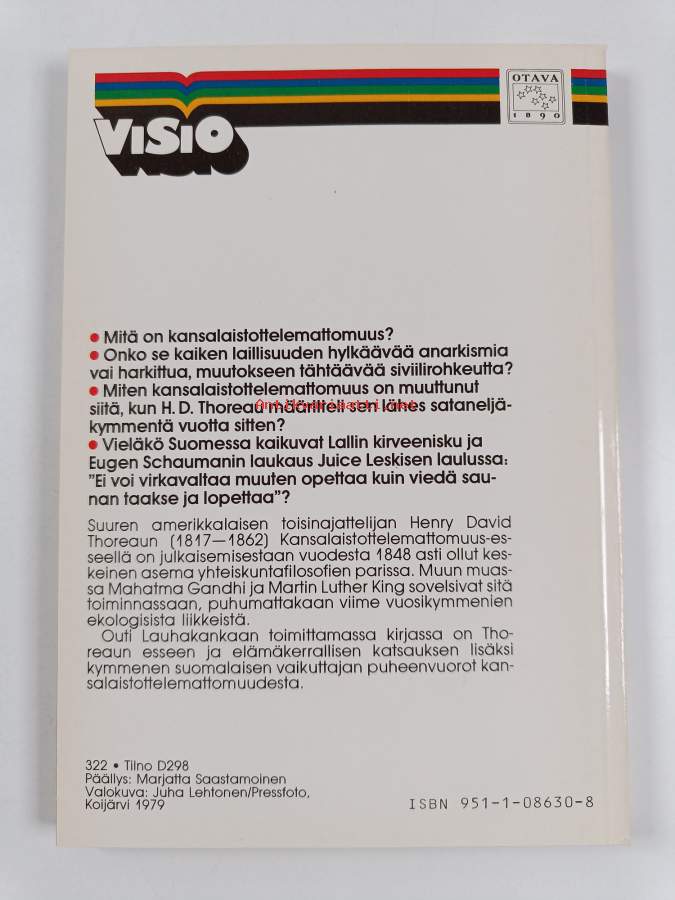 VISIO
OTAVA
1890
• Mitä on kansalaistottelemattomuus?
• Onko se kaiken laillisuuden hylkäävää anarkismia
vai harkittua, muutokseen tähtäävää siviilirohkeutta?
• Miten kansalaistottelemattomuus on muuttunut
siitä, kun H. D. Thoreau määritteli sen lähes sataneljä-
Antikvariaatti.net
kymmentä vuotta sitten?
• Vieläkö Suomessa kaikuvat Lallin kirveenisku ja
Eugen Schaumanin laukaus Juice Leskisen laulussa:
"Ei voi virkavaltaa muuten opettaa kuin viedä sau-
nan taakse ja lopettaa"?
Suuren amerikkalaisen toisinajattelijan Henry David
Thoreaun (1817—1862) Kansalaistottelemattomuus-es-
seellä on julkaisemisestaan vuodesta 1848 asti ollut kes-
keinen asema yhteiskuntafilosofien parissa. Muun muas-
sa Mahatma Gandhi ja Martin Luther King sovelsivat sitä
toiminnassaan, puhumattakaan viime vuosikymmenien
ekologisista liikkeistä.
Outi Lauhakankaan toimittamassa kirjassa on Tho-
reaun esseen ja elämäkerrallisen katsauksen lisäksi
kymmenen suomalaisen vaikuttajan puheenvuorot kan-
salaistottelemattomuudesta.
322 • Tilno D298
Päällys: Marjatta Saastamoinen
Valokuva: Juha Lehtonen/Pressfoto,
Koijärvi 1979
ISBN 951-1-08630-8